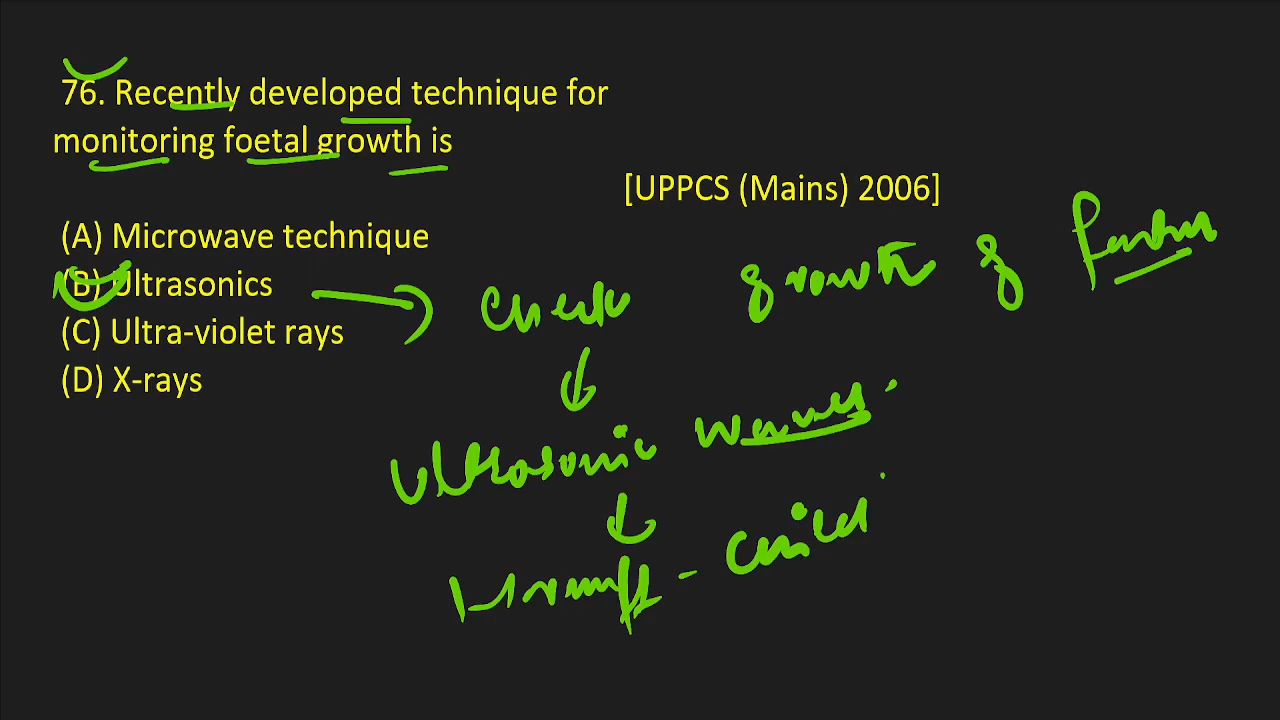 76. Recently developed technique for
monitoring foetal growth is
[UPPCS (Mains) 2006]
(A) Microwave technique
(B) Ultrasonics
(C) Ultra-violet rays
(D) X-rays
Check growth of
Ultrasonic waves.
- child